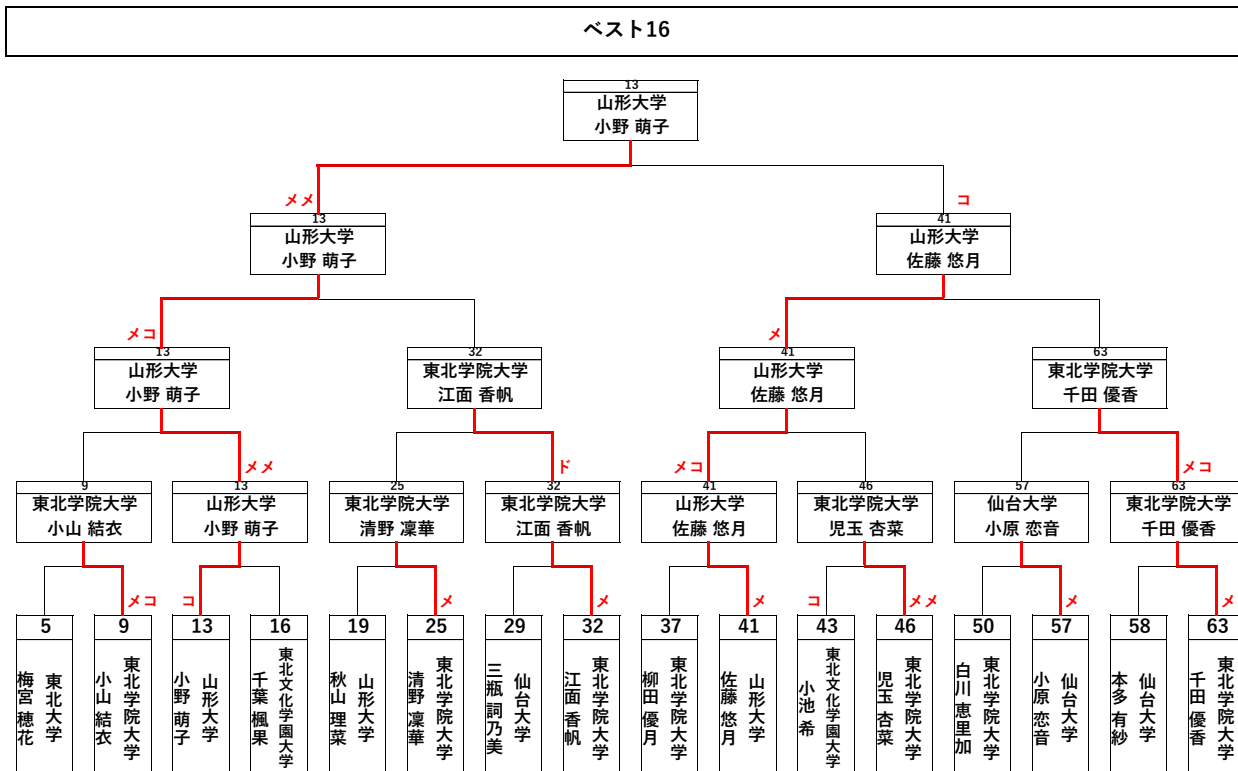 ベスト16
13
山形大学
小野 萌子
メメ
コ
13
山形大学
小野 萌子
41
山形大学
佐藤 悠月
メコ
メ
13
山形大学
小野 萌子
32
東北学院大学
江面 香帆
41
山形大学
佐藤 悠月
63
東北学院大学
千田 優香
メメ
ド
メコ
メコ
9
東北学院大学
小山 結衣
13
山形大学
小野 萌子
25
東北学院大学
清野 凜華
32
東北学院大学
江面 香帆
41
山形大学
佐藤 悠月
46
東北学院大学
児玉 杏菜
57
仙台大学
小原 恋音
63
東北学院大学
千田 優香
メコ
コ
メ
メ
メ
コ
メメ
メ
メ
5
東北大学
梅宮 穂花
9
東北学院大学
小山 結衣
13
山形大学
小野 萌子
16
東北文化学園大学
千葉 楓果
19
山形大学
秋山 理菜
25
東北学院大学
清野 凜華
29
仙台大学
三瓶 詞乃美
32
東北学院大学
江面 香帆
37
東北学院大学
柳田 優月
41
山形大学
佐藤 悠月
43
東北文化学園大学
小池 希
46
東北学院大学
児玉 杏菜
50
東北学院大学
白川 恵里加
57
仙台大学
小原 恋音
58
仙台大学
本多 有紗
63
東北学院大学
千田 優香